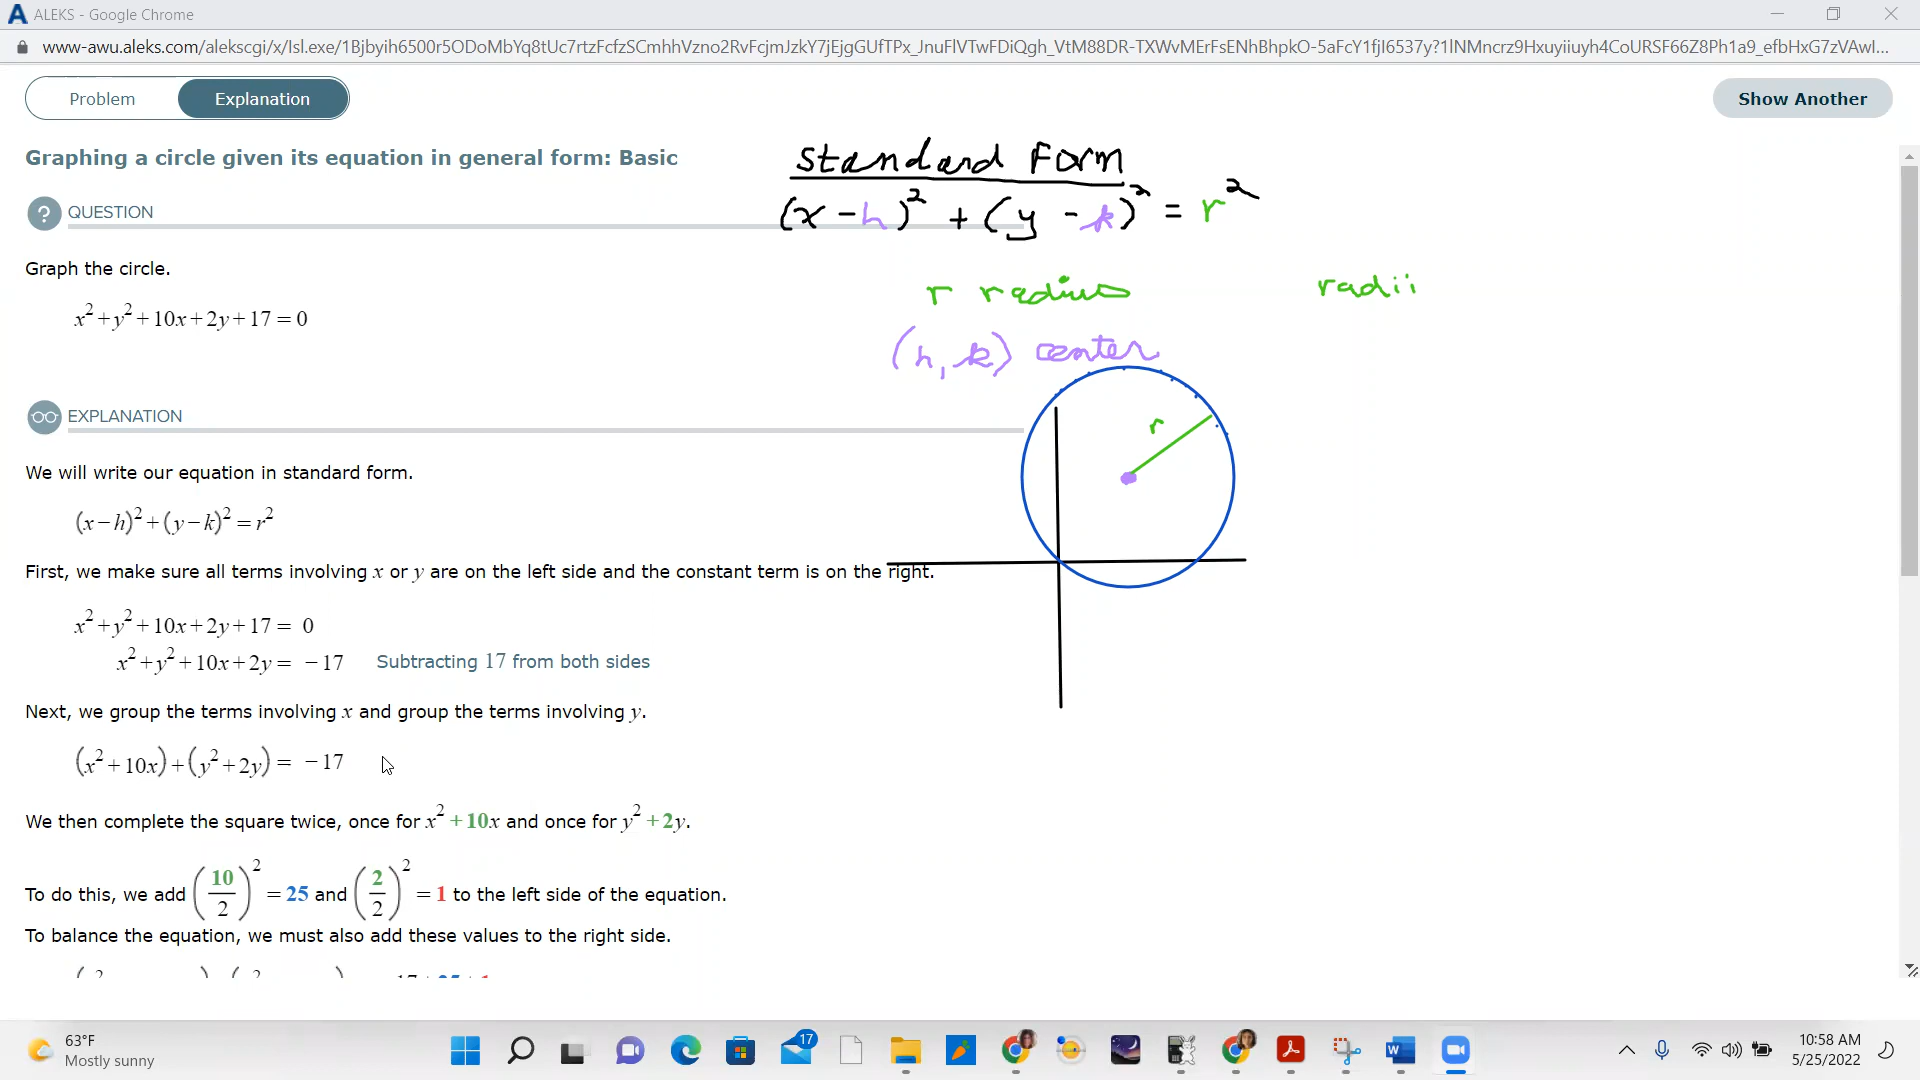 ALEKS - Google Chrome
www-awu.aleks.com/alekscgi/x/Isl.exe/1Bjbyih6500r5ODoMbYq8tUc7rtzFcfzSCmhhVzno2RvFcjmJzkY7jEjgGUfTPx_JnuFlVTwFDiQgh_VtM88DR-TXWvMErFsENhBhpkO-5aFcY1fjI6537y?1lNMncrz9Hxuyiiuyh4CoURSF66Z8Ph1a9_efbHxG7zVAwI...
Problem Explanation Show Another
Graphing a circle given its equation in general form: Basic
standard Form
? QUESTION
(x - h)² + (y - k)² = r²
Graph the circle.
r radius radii
x² + y² + 10x + 2y + 17 = 0
(h, k) center
EXPLANATION
r
We will write our equation in standard form.
(x − h)² + (y − k)² = r²
First, we make sure all terms involving x or y are on the left side and the constant term is on the right.
x² + y² + 10x + 2y + 17 = 0
x² + y² + 10x + 2y = −17 Subtracting 17 from both sides
Next, we group the terms involving x and group the terms involving y.
(x² + 10x) + (y² + 2y) = −17
We then complete the square twice, once for x² + 10x and once for y² + 2y.
To do this, we add (10/2)² = 25 and (2/2)² = 1 to the left side of the equation.
To balance the equation, we must also add these values to the right side.
63°F
Mostly sunny
17
10:58 AM
5/25/2022